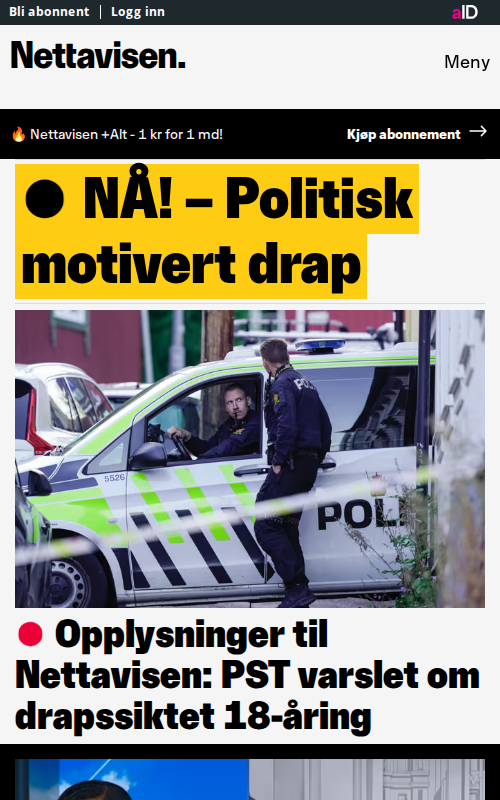 Bli abonnent | Logg inn
aID
Nettavisen.
Meny
🔥 Nettavisen +Alt - 1 kr for 1 md!
Kjøp abonnement →
● NÅ! – Politisk
motivert drap
5526
POL
Opplysninger til
Nettavisen: PST varslet om
drapssiktet 18-åring